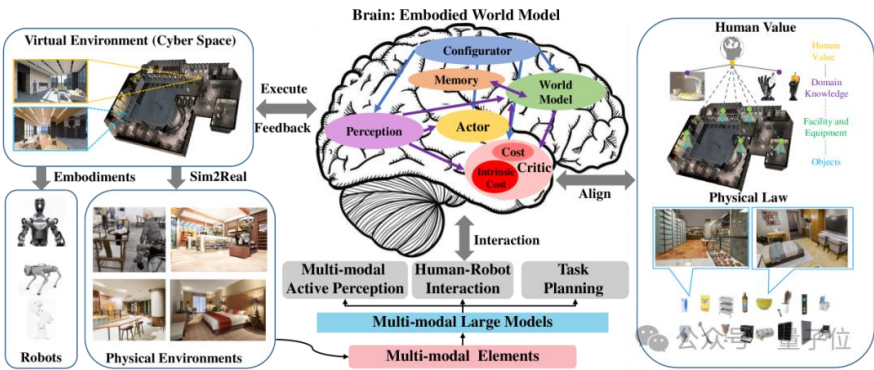 Brain: Embodied World Model
Virtual Environment (Cyber Space)
Execute
Feedback
Embodiments
Sim2Real
Robots
Physical Environments
Configurator
Memory
World
Model
Perception
Actor
Cost
Critic
Intrinsic
Cost
Interaction
Align
Multi-modal
Active Perception
Human-Robot
Interaction
Task
Planning
Multi-modal Large Models
Multi-modal Elements
Human Value
Human
Value
Domain
Knowledge
Facility and
Equipment
Objects
Physical Law
公众号 · 量子位